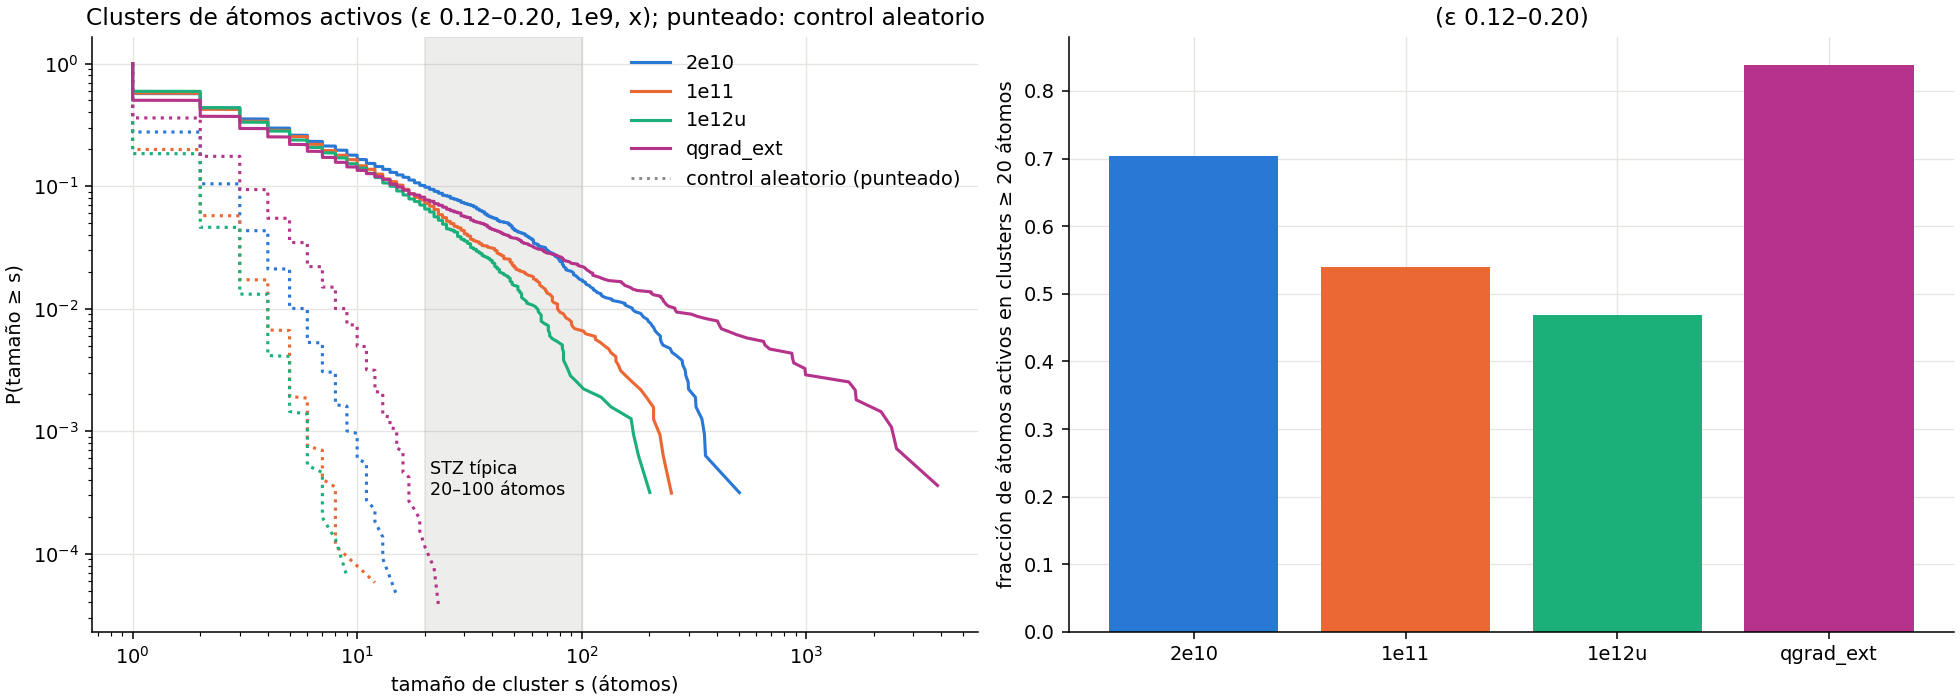 Clusters de átomos activos (ε 0.12–0.20, 1e9, x); punteado: control aleatorio
P(tamaño ≥ s)
10⁰
10⁻¹
10⁻²
10⁻³
10⁻⁴
2e10
1e11
1e12u
qgrad_ext
control aleatorio (punteado)
STZ típica
20–100 átomos
10⁰ 10¹ 10² 10³
tamaño de cluster s (átomos)
(ε 0.12–0.20)
fracción de átomos activos en clusters ≥ 20 átomos
0.8
0.7
0.6
0.5
0.4
0.3
0.2
0.1
0.0
2e10 1e11 1e12u qgrad_ext